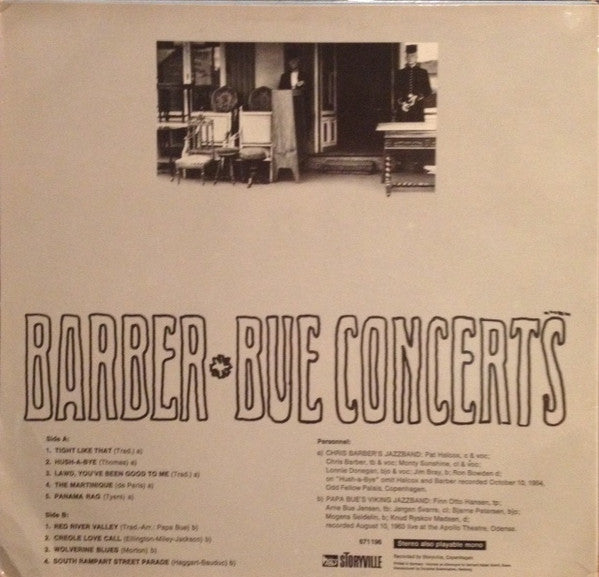 BARBER * BUE CONCERTS
Side A:
1. TIGHT LIKE THAT (Trad.) a)
2. HUSH-A-BYE (Thomas) a)
3. LAWD, YOU'VE BEEN GOOD TO ME (Trad.) a)
4. THE MARTINIQUE (de Paris) a)
5. PANAMA RAG (Tyers) a)
Side B:
1. RED RIVER VALLEY (Trad.-Arr.: Papa Bue) b)
2. CREOLE LOVE CALL (Ellington-Miley-Jackson) b)
3. WOLVERINE BLUES (Morton) b)
4. SOUTH RAMPART STREET PARADE (Haggart-Bauduc) b)
Personnel:
a) CHRIS BARBER'S JAZZBAND: Pat Halcox, c & voc;
Chris Barber, tb & voc; Monty Sunshine, cl & voc;
Lonnie Donegan, bjo & voc; Jim Bray, b; Ron Bowden d;
on "Hush-a-Bye" omit Halcox and Barber recorded October 10, 1954,
Odd Fellow Palais, Copenhagen.
b) PAPA BUE'S VIKING JAZZBAND: Finn Otto Hansen, tp;
Arne Bue Jensen, tb; Jørgen Svare, cl; Bjarne Petersen, bjo;
Mogens Seidelin, b; Knud Ryskov Madsen, d;
recorded August 10, 1960 live at the Apollo Theatre, Odense.
671196
Stereo also playable mono
STORYVILLE
Recorded by Storyville, Copenhagen